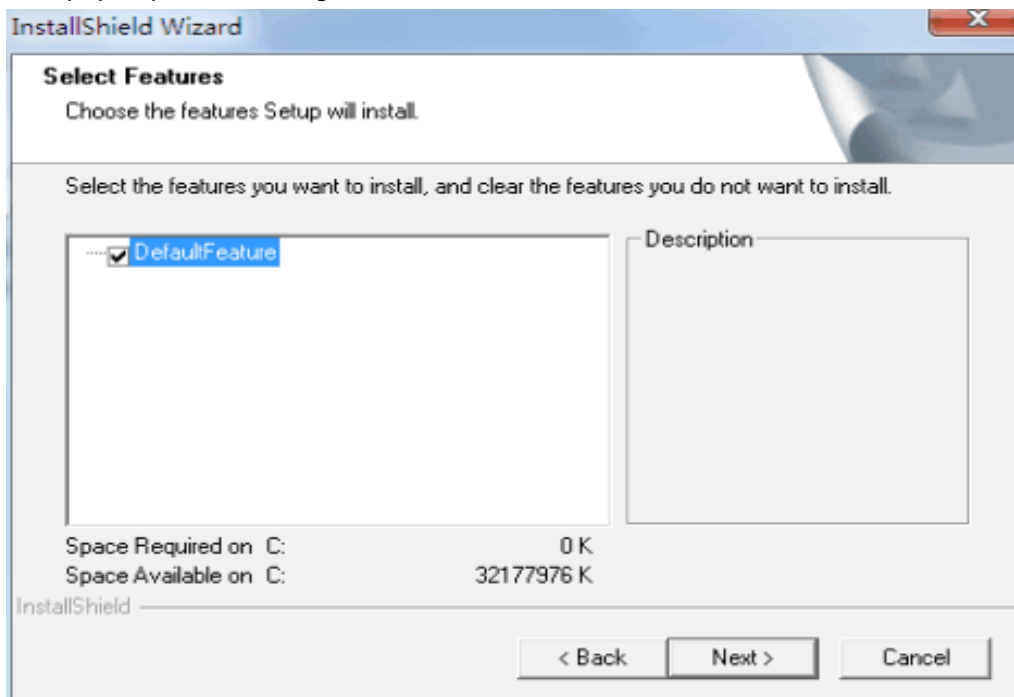 InstallShield Wizard
Select Features
Choose the features Setup will install.
Select the features you want to install, and clear the features you do not want to install.
DefaultFeature
Description
Space Required on C: 0 K
Space Available on C: 32177976 K
InstallShield
< Back Next > Cancel